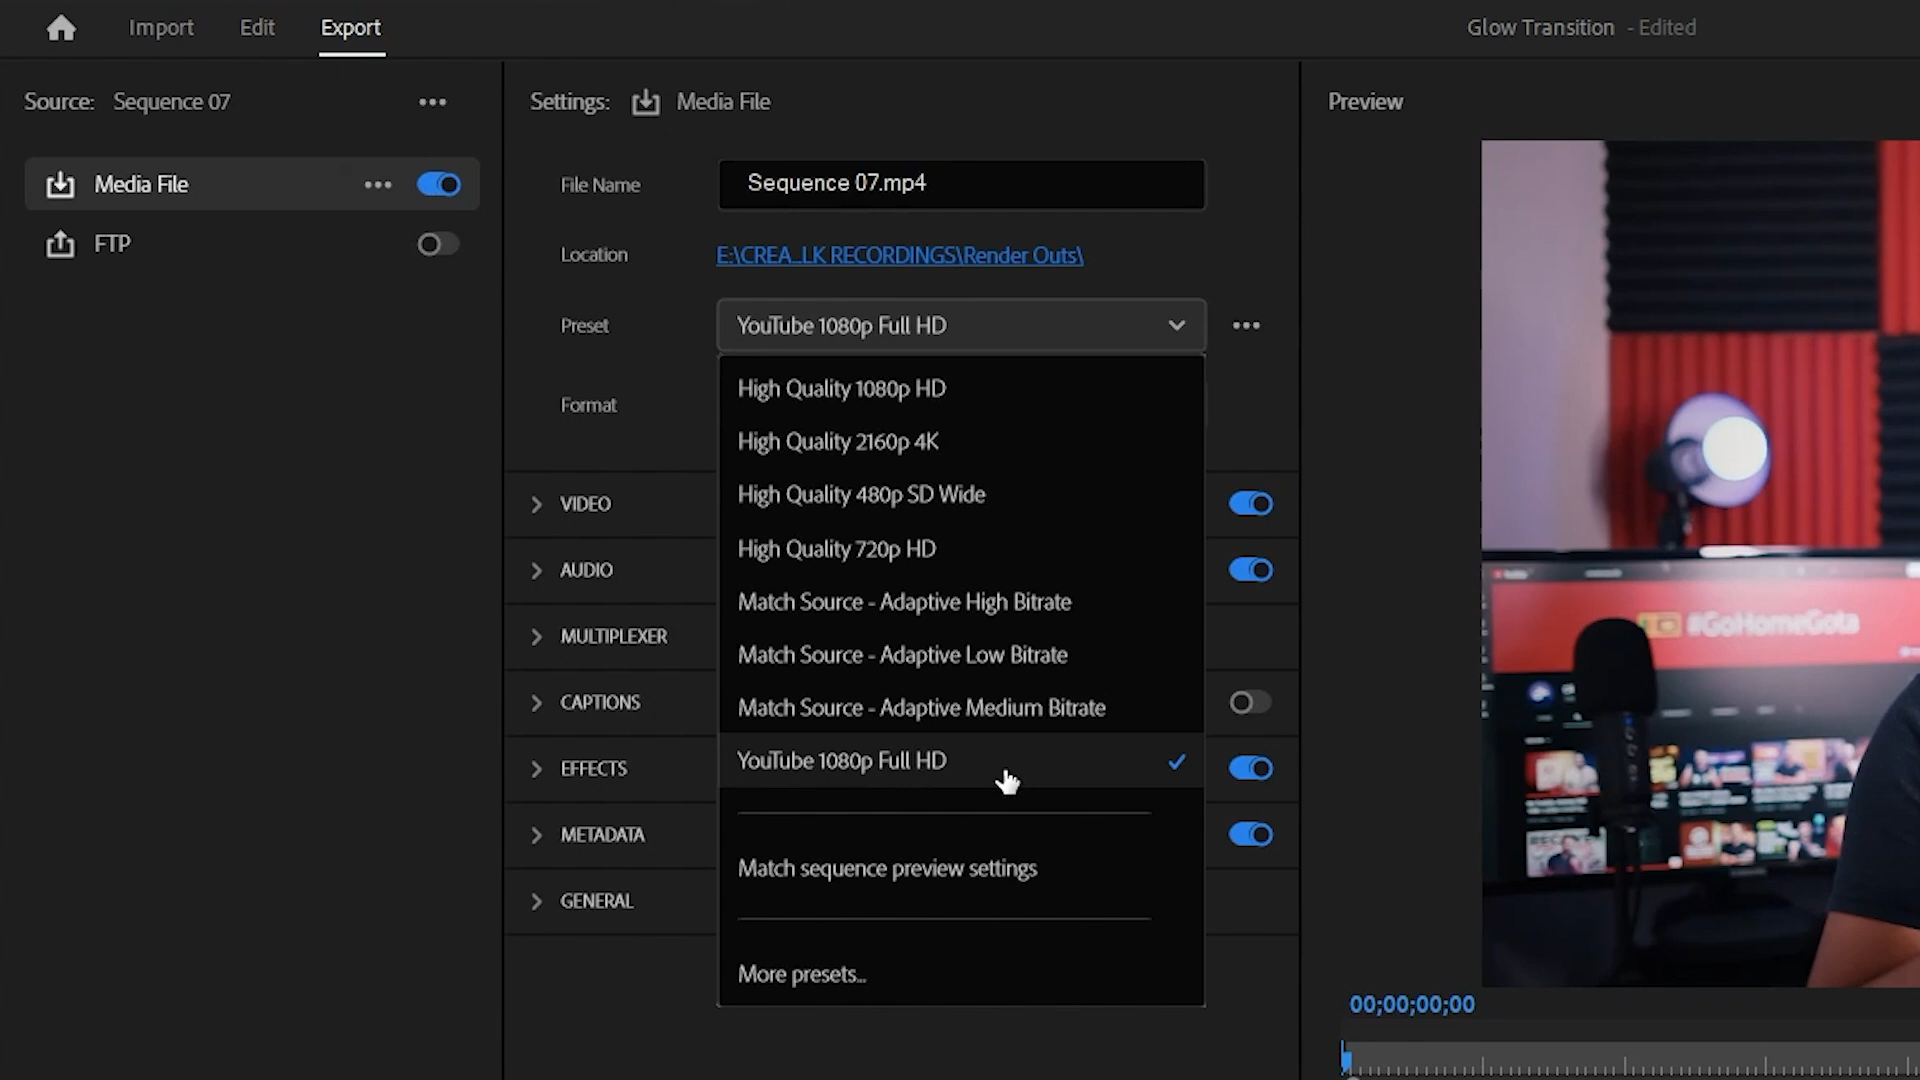 Import
Edit
Export
Glow Transition - Edited
Source: Sequence 07
Settings: Media File
Preview
Media File
FTP
File Name
Sequence 07.mp4
Location
E:\CREA_LK RECORDINGS\Render Outs\
Preset
YouTube 1080p Full HD
Format
High Quality 1080p HD
High Quality 2160p 4K
High Quality 480p SD Wide
High Quality 720p HD
Match Source - Adaptive High Bitrate
Match Source - Adaptive Low Bitrate
Match Source - Adaptive Medium Bitrate
YouTube 1080p Full HD
Match sequence preview settings
More presets...
VIDEO
AUDIO
MULTIPLEXER
CAPTIONS
EFFECTS
METADATA
GENERAL
#GoHomeGota
00;00;00;00